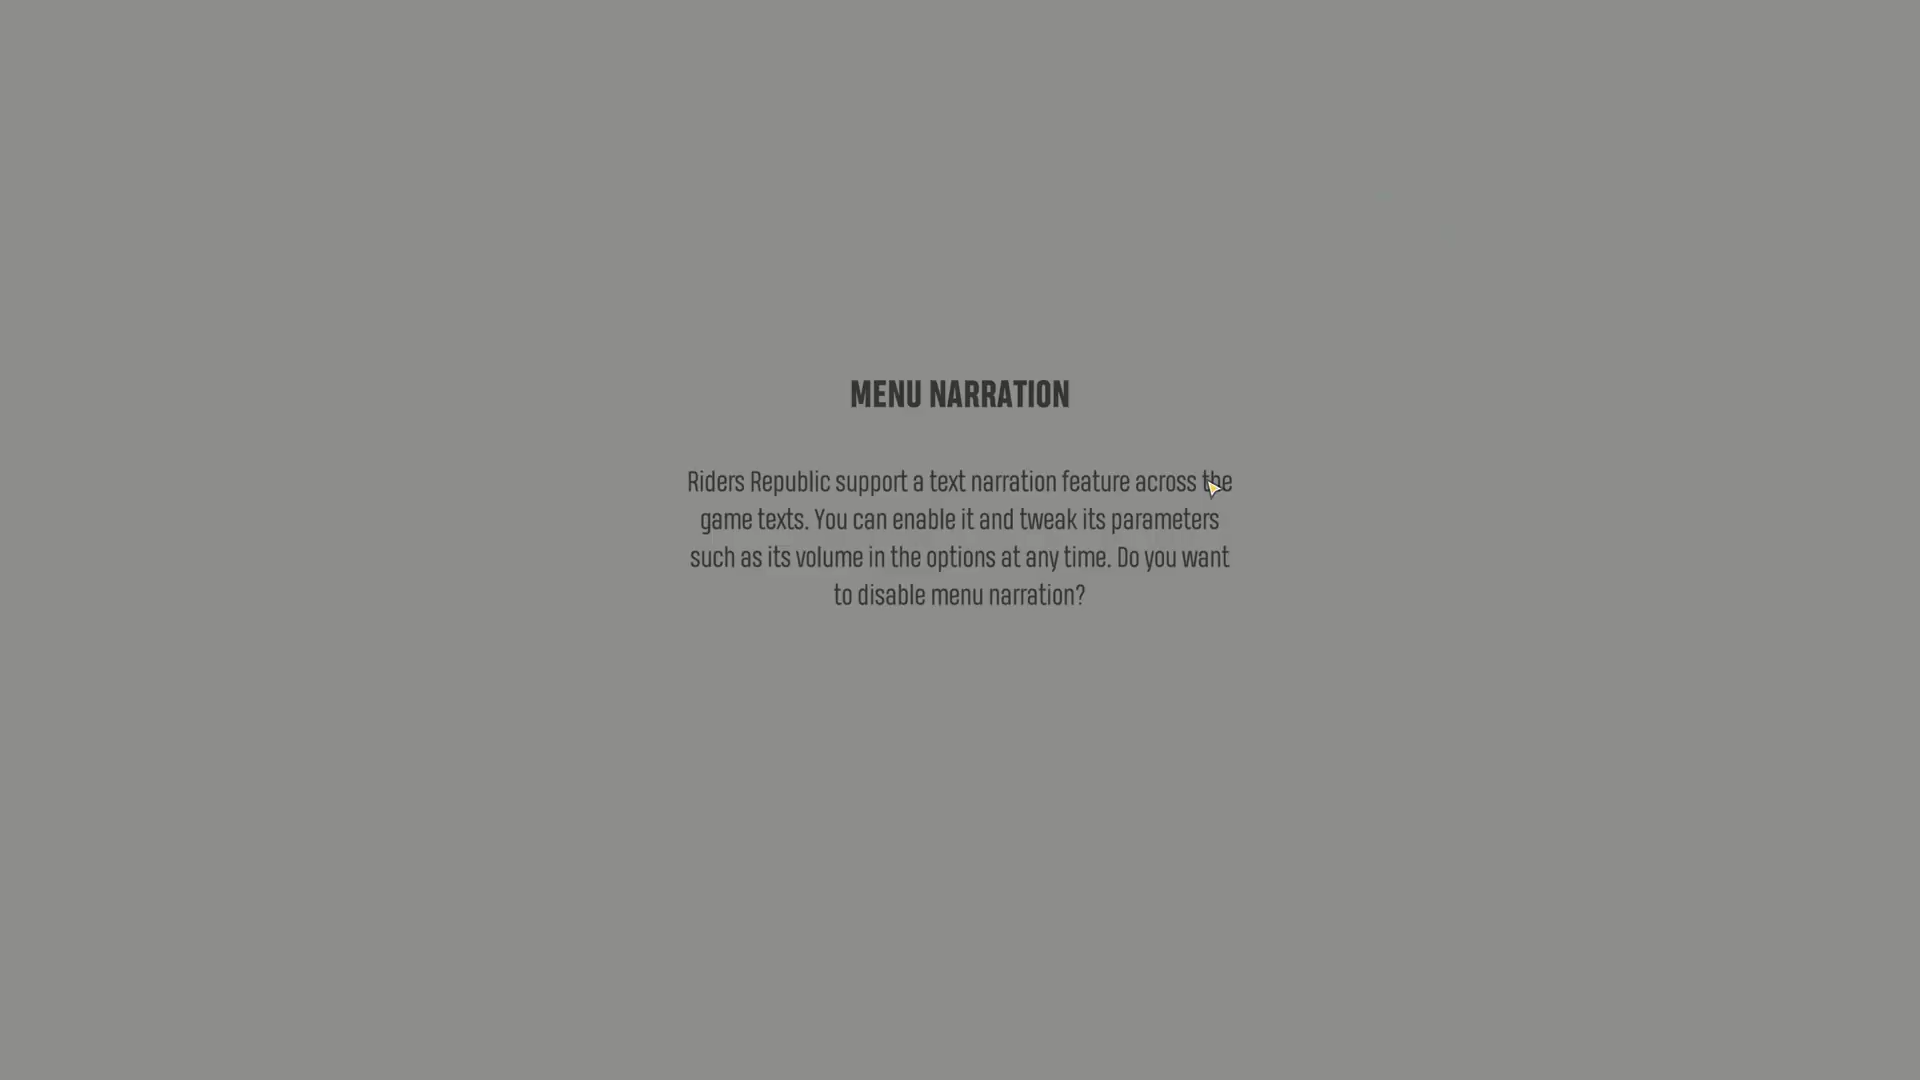 MENU NARRATION
Riders Republic support a text narration feature across the
game texts. You can enable it and tweak its parameters
such as its volume in the options at any time. Do you want
to disable menu narration?